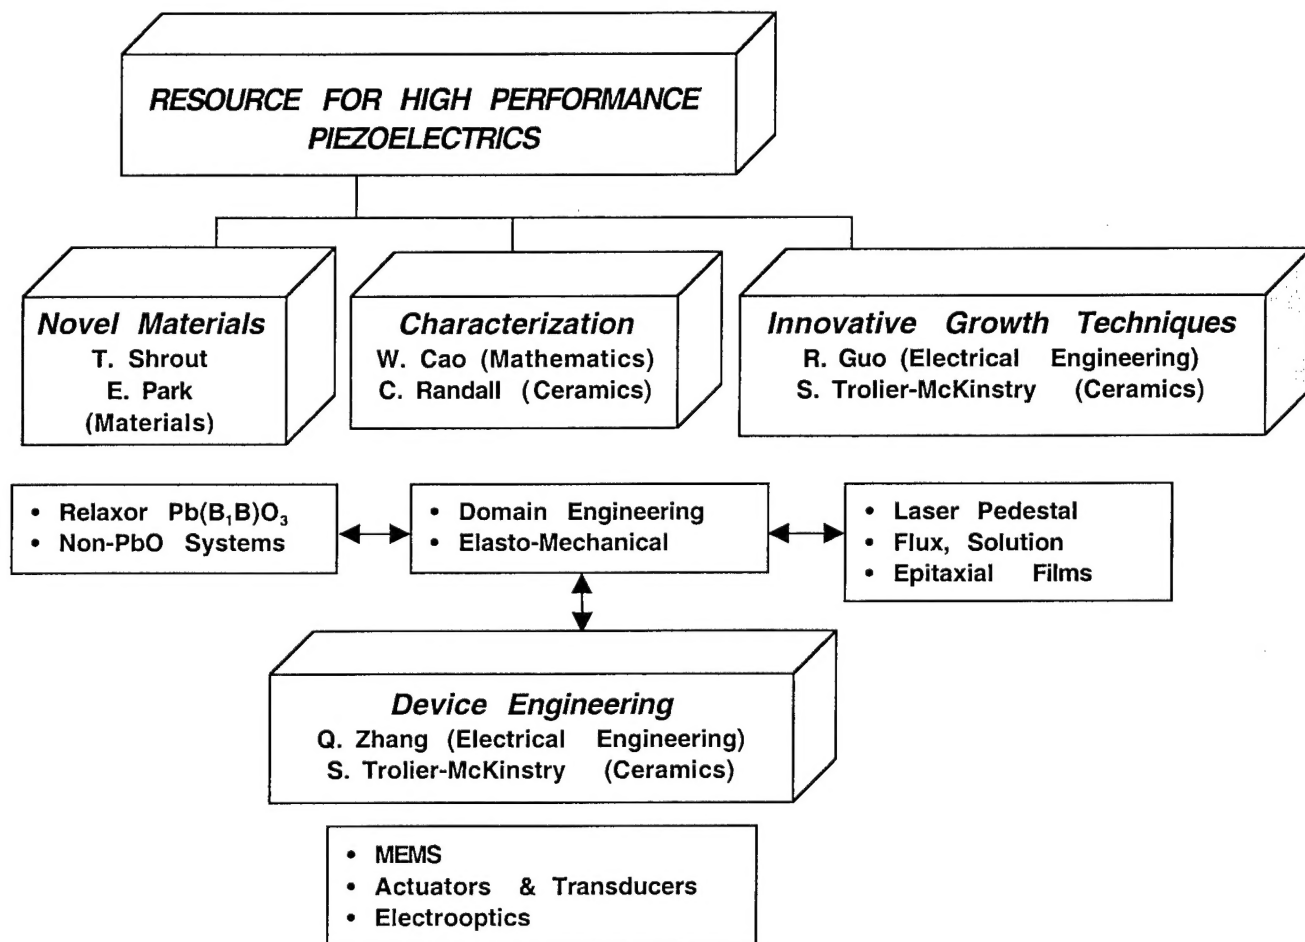 RESOURCE FOR HIGH PERFORMANCE
PIEZOELECTRICS
Novel Materials
T. Shrout
E. Park
(Materials)
Characterization
W. Cao (Mathematics)
C. Randall (Ceramics)
Innovative Growth Techniques
R. Guo (Electrical Engineering)
S. Trolier-McKinstry (Ceramics)
• Relaxor Pb(B₁B)O₃
• Non-PbO Systems
• Domain Engineering
• Elasto-Mechanical
• Laser Pedestal
• Flux, Solution
• Epitaxial Films
Device Engineering
Q. Zhang (Electrical Engineering)
S. Trolier-McKinstry (Ceramics)
• MEMS
• Actuators & Transducers
• Electrooptics